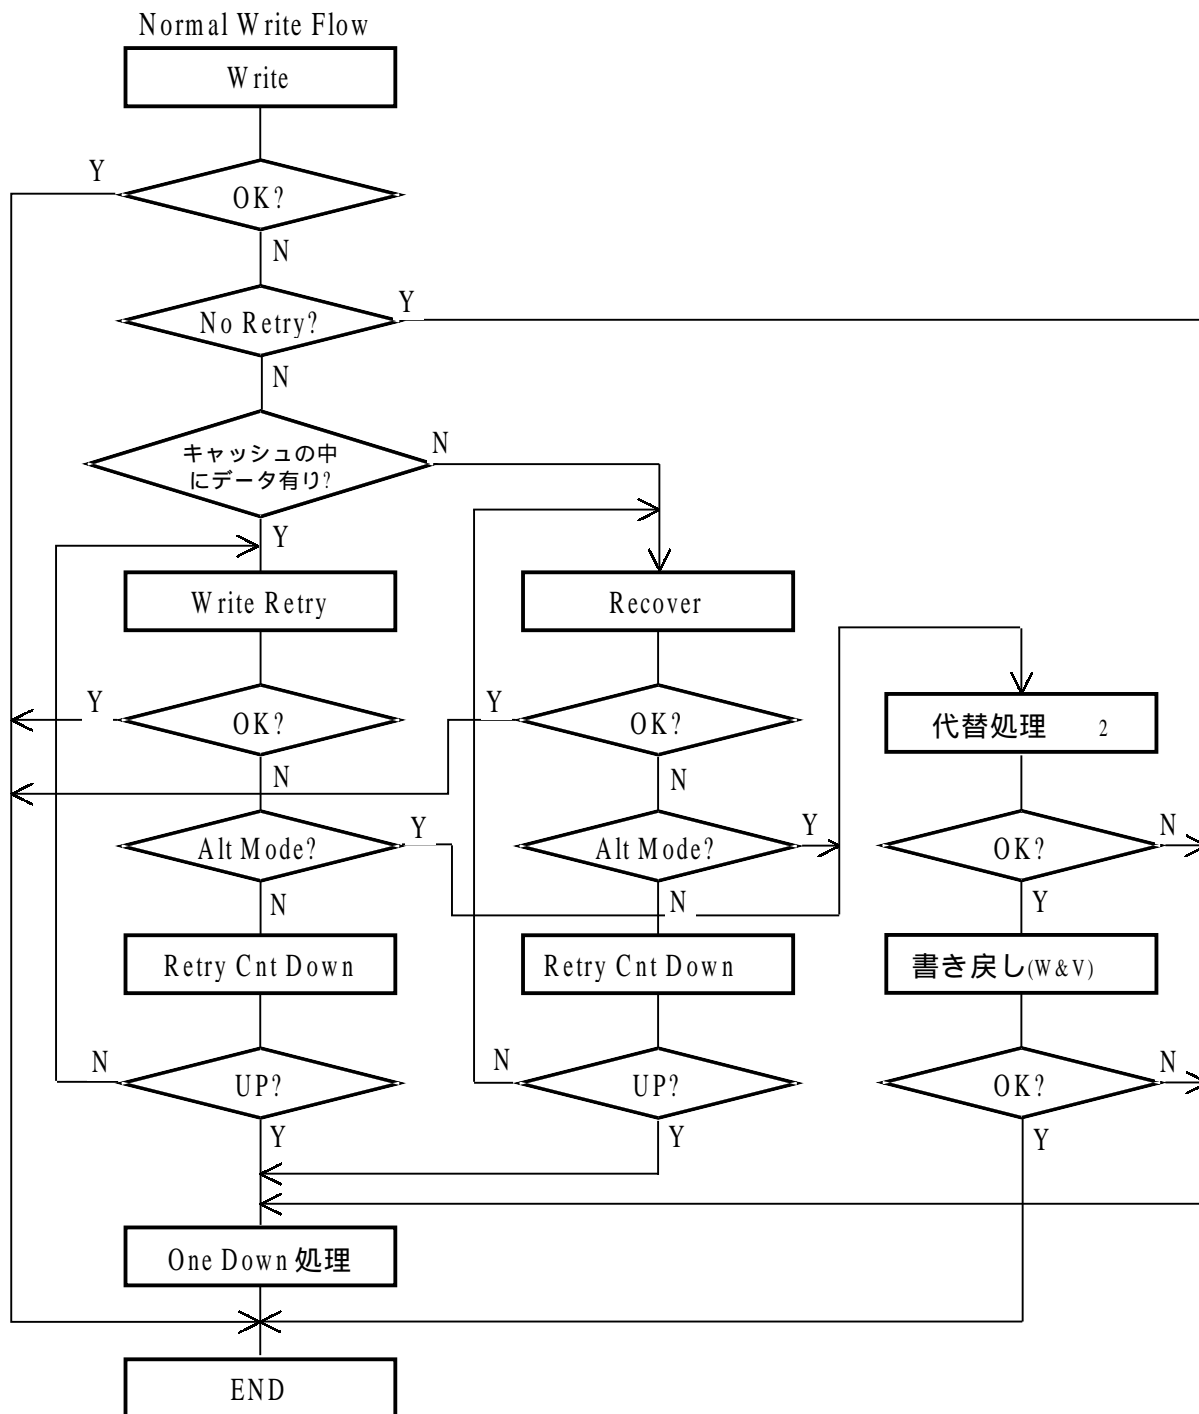 Normal Write Flow
Write
Y
OK?
N
No Retry?
Y
N
キャッシュの中
にデータ有り?
N
Y
Write Retry
Recover
Y
OK?
N
Y
OK?
N
代替処理 2
Alt Mode?
Y
N
Alt Mode?
Y
N
OK?
N
Y
Retry Cnt Down
Retry Cnt Down
書き戻し(W&V)
N
UP?
Y
N
UP?
Y
OK?
N
Y
One Down 処理
END